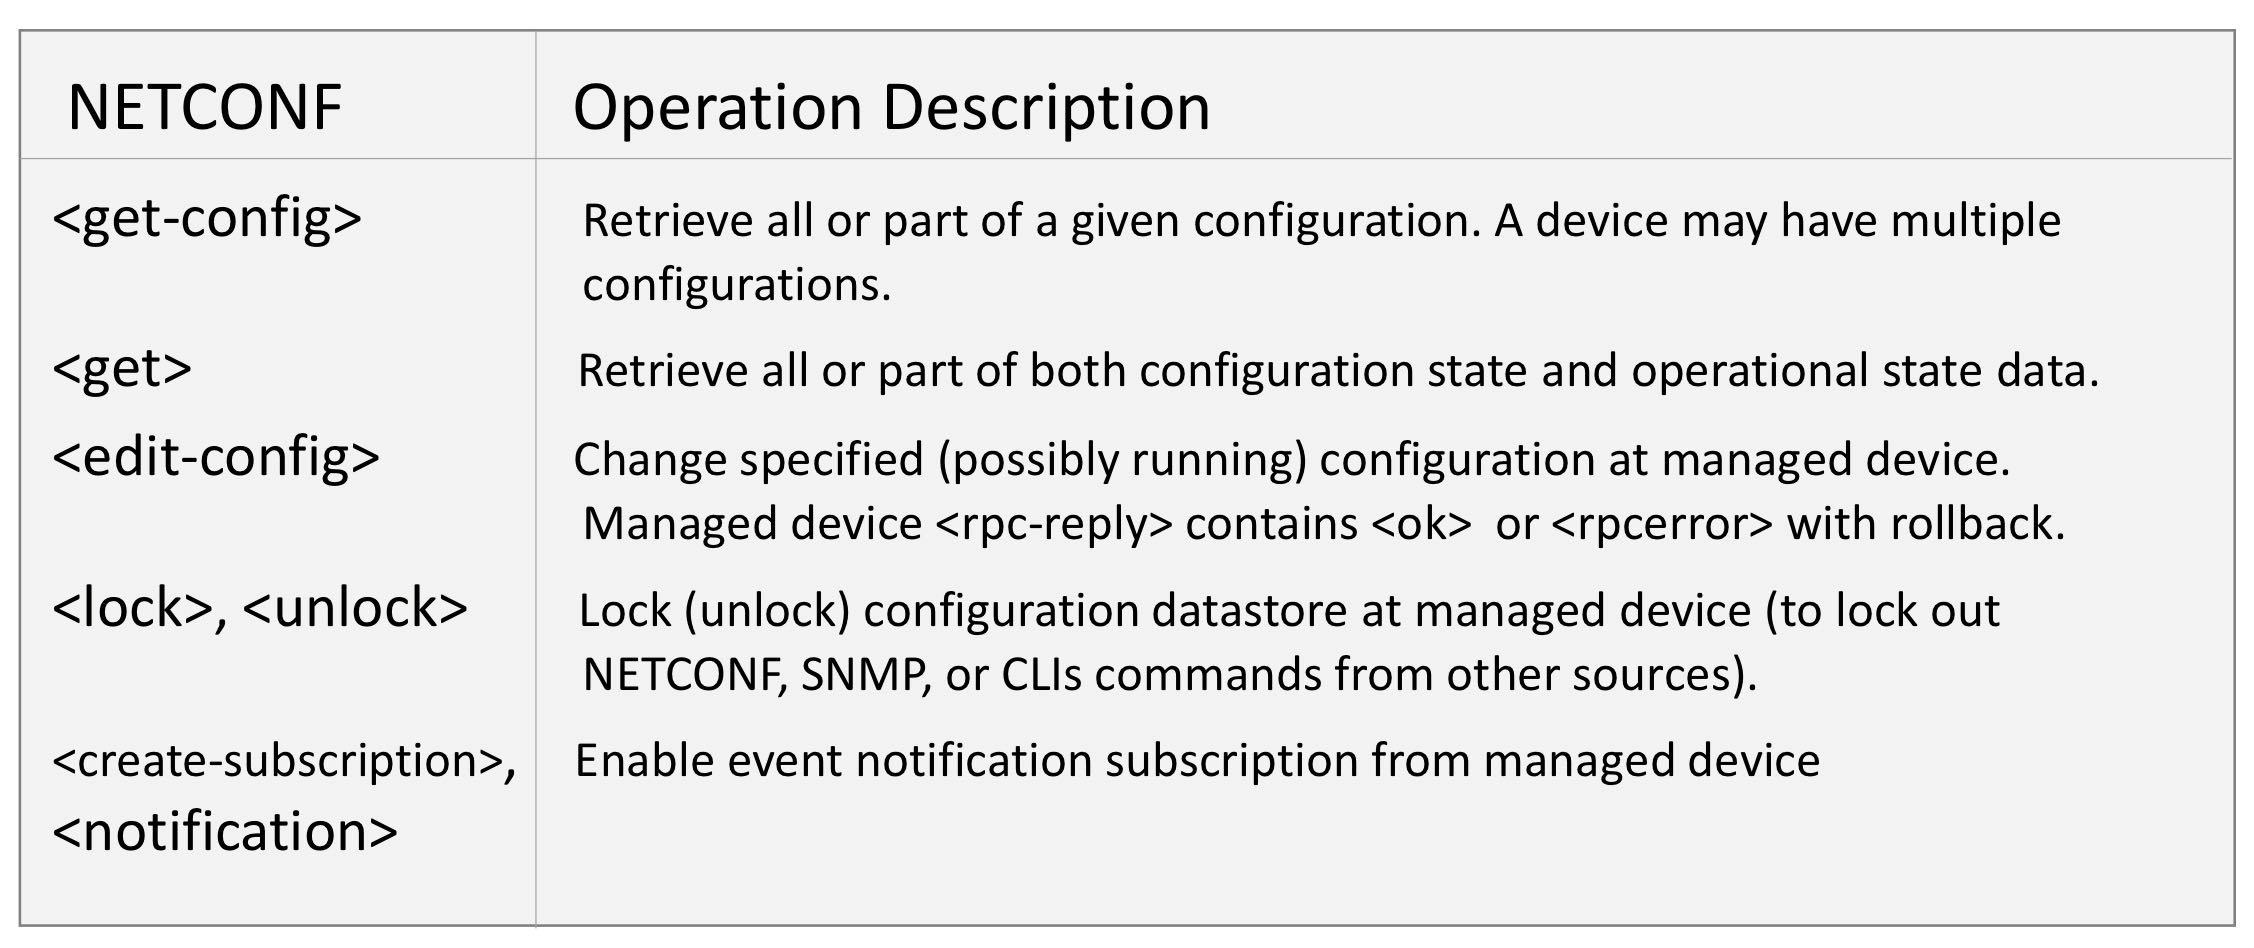 NETCONF Operation Description
<get-config> Retrieve all or part of a given configuration. A device may have multiple
configurations.
<get> Retrieve all or part of both configuration state and operational state data.
<edit-config> Change specified (possibly running) configuration at managed device.
Managed device <rpc-reply> contains <ok> or <rpcerror> with rollback.
<lock>, <unlock> Lock (unlock) configuration datastore at managed device (to lock out
NETCONF, SNMP, or CLIs commands from other sources).
<create-subscription>, Enable event notification subscription from managed device
<notification>